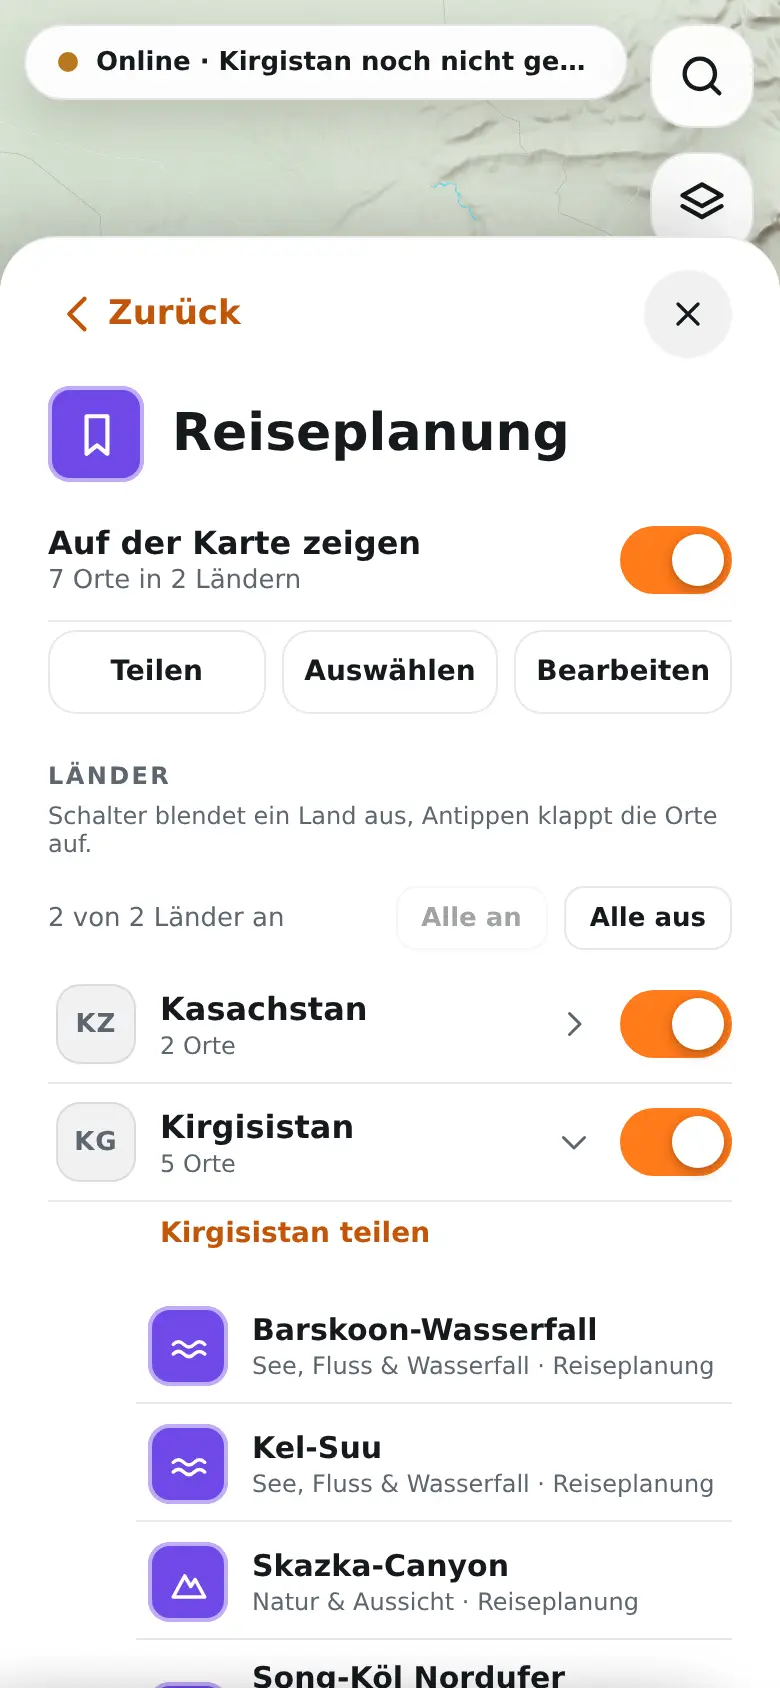 Online · Kirgistan noch nicht ge…
Zurück
Reiseplanung
Auf der Karte zeigen
7 Orte in 2 Ländern
Teilen
Auswählen
Bearbeiten
LÄNDER
Schalter blendet ein Land aus, Antippen klappt die Orte
auf.
2 von 2 Länder an
Alle an
Alle aus
KZ
Kasachstan
2 Orte
KG
Kirgisistan
5 Orte
Kirgisistan teilen
Barskoon-Wasserfall
See, Fluss & Wasserfall · Reiseplanung
Kel-Suu
See, Fluss & Wasserfall · Reiseplanung
Skazka-Canyon
Natur & Aussicht · Reiseplanung
Song-Köl Nordufer